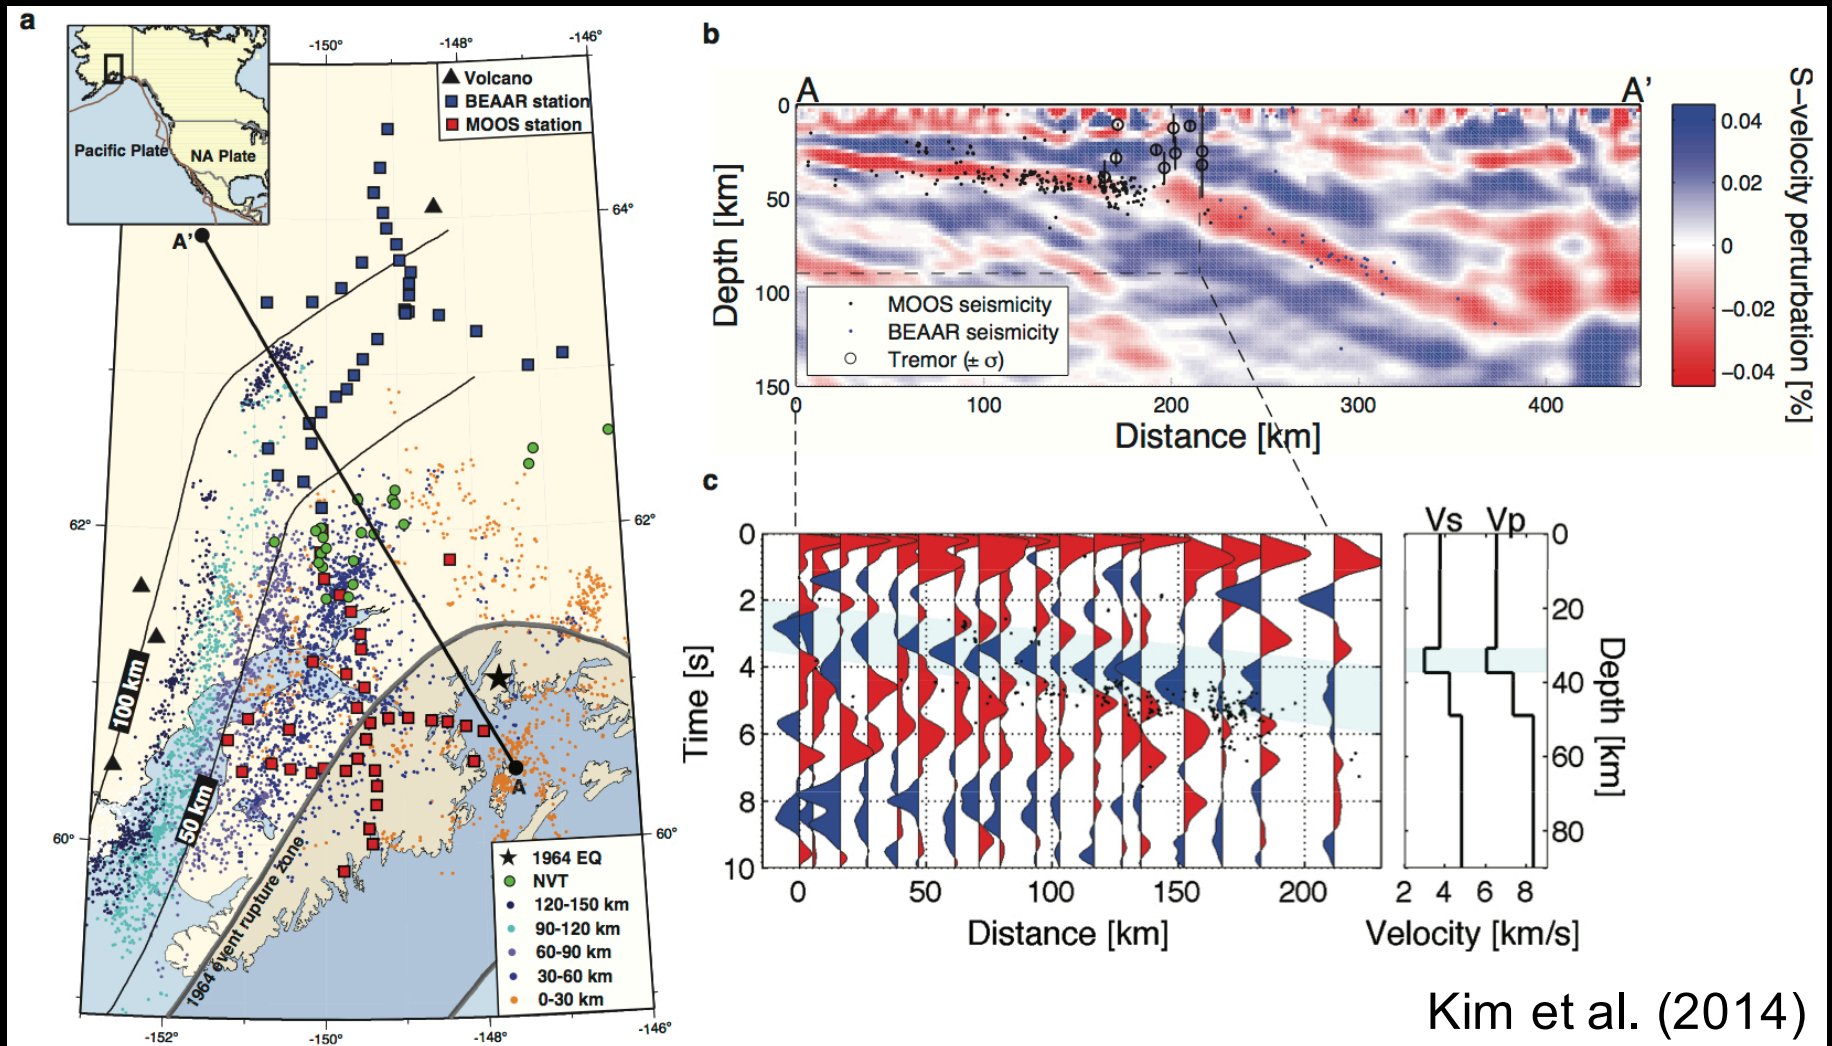 a
-150°
-148°
-146°
Volcano
BEAAR station
MOOS station
Pacific Plate
NA Plate
A'
64°
62°
62°
100 km
50 km
A
60°
60°
1964 event rupture zone
1964 EQ
NVT
120-150 km
90-120 km
60-90 km
30-60 km
0-30 km
-152°
-150°
-148°
-146°
b
A
A'
0
50
100
150
Depth [km]
MOOS seismicity
BEAAR seismicity
Tremor (± σ)
0
100
200
300
400
Distance [km]
0.04
0.02
0
−0.02
−0.04
S−velocity perturbation [%]
c
0
2
4
6
8
10
Time [s]
0
50
100
150
200
Distance [km]
Vs
Vp
0
20
40
60
80
Depth [km]
2
4
6
8
Velocity [km/s]
Kim et al. (2014)